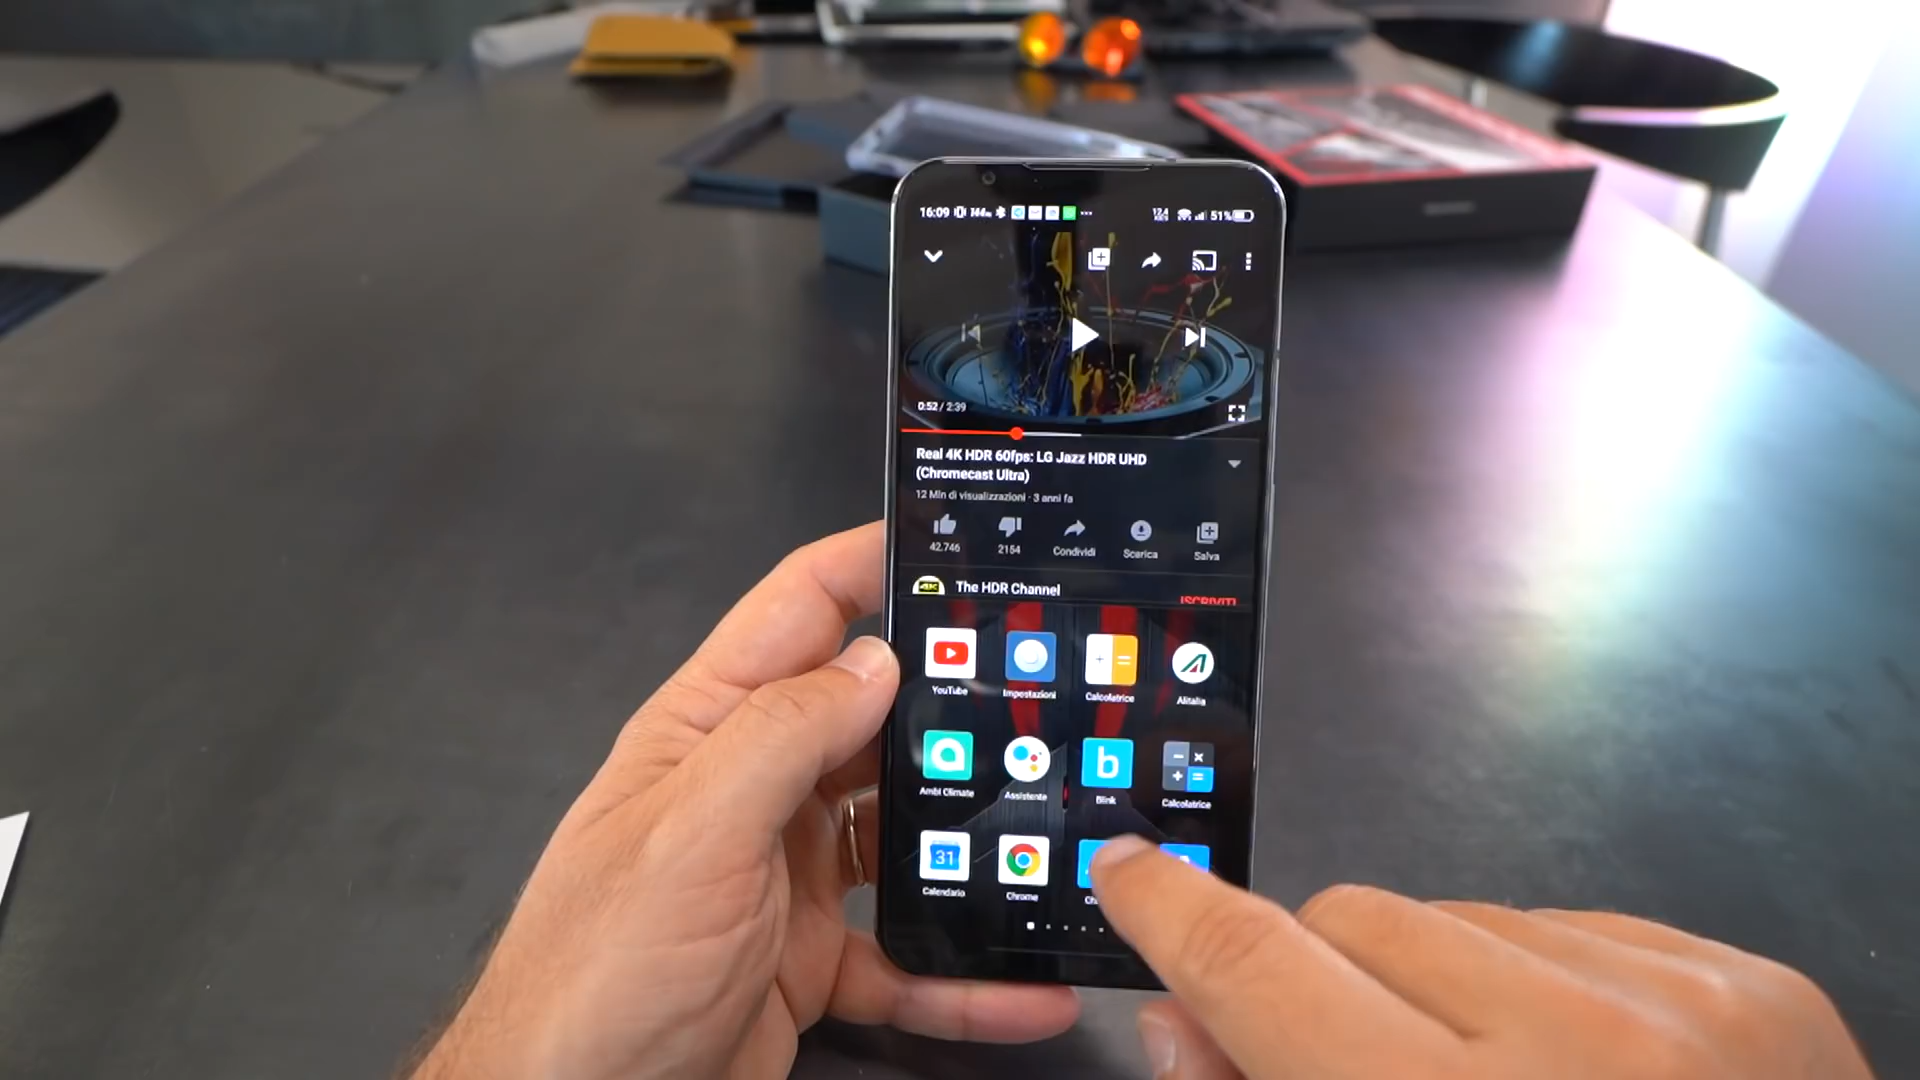 16:09
51%
0:52 / 2:39
Real 4K HDR 60fps: LG Jazz HDR UHD
(Chromecast Ultra)
12 Mln di visualizzazioni · 3 anni fa
42.746 2154 Condividi Scarica Salva
4K The HDR Channel ISCRIVITI
YouTube Impostazioni Calcolatrice Alitalia
Ambi Climate Assistente Blink Calcolatrice
31
Calendario Chrome